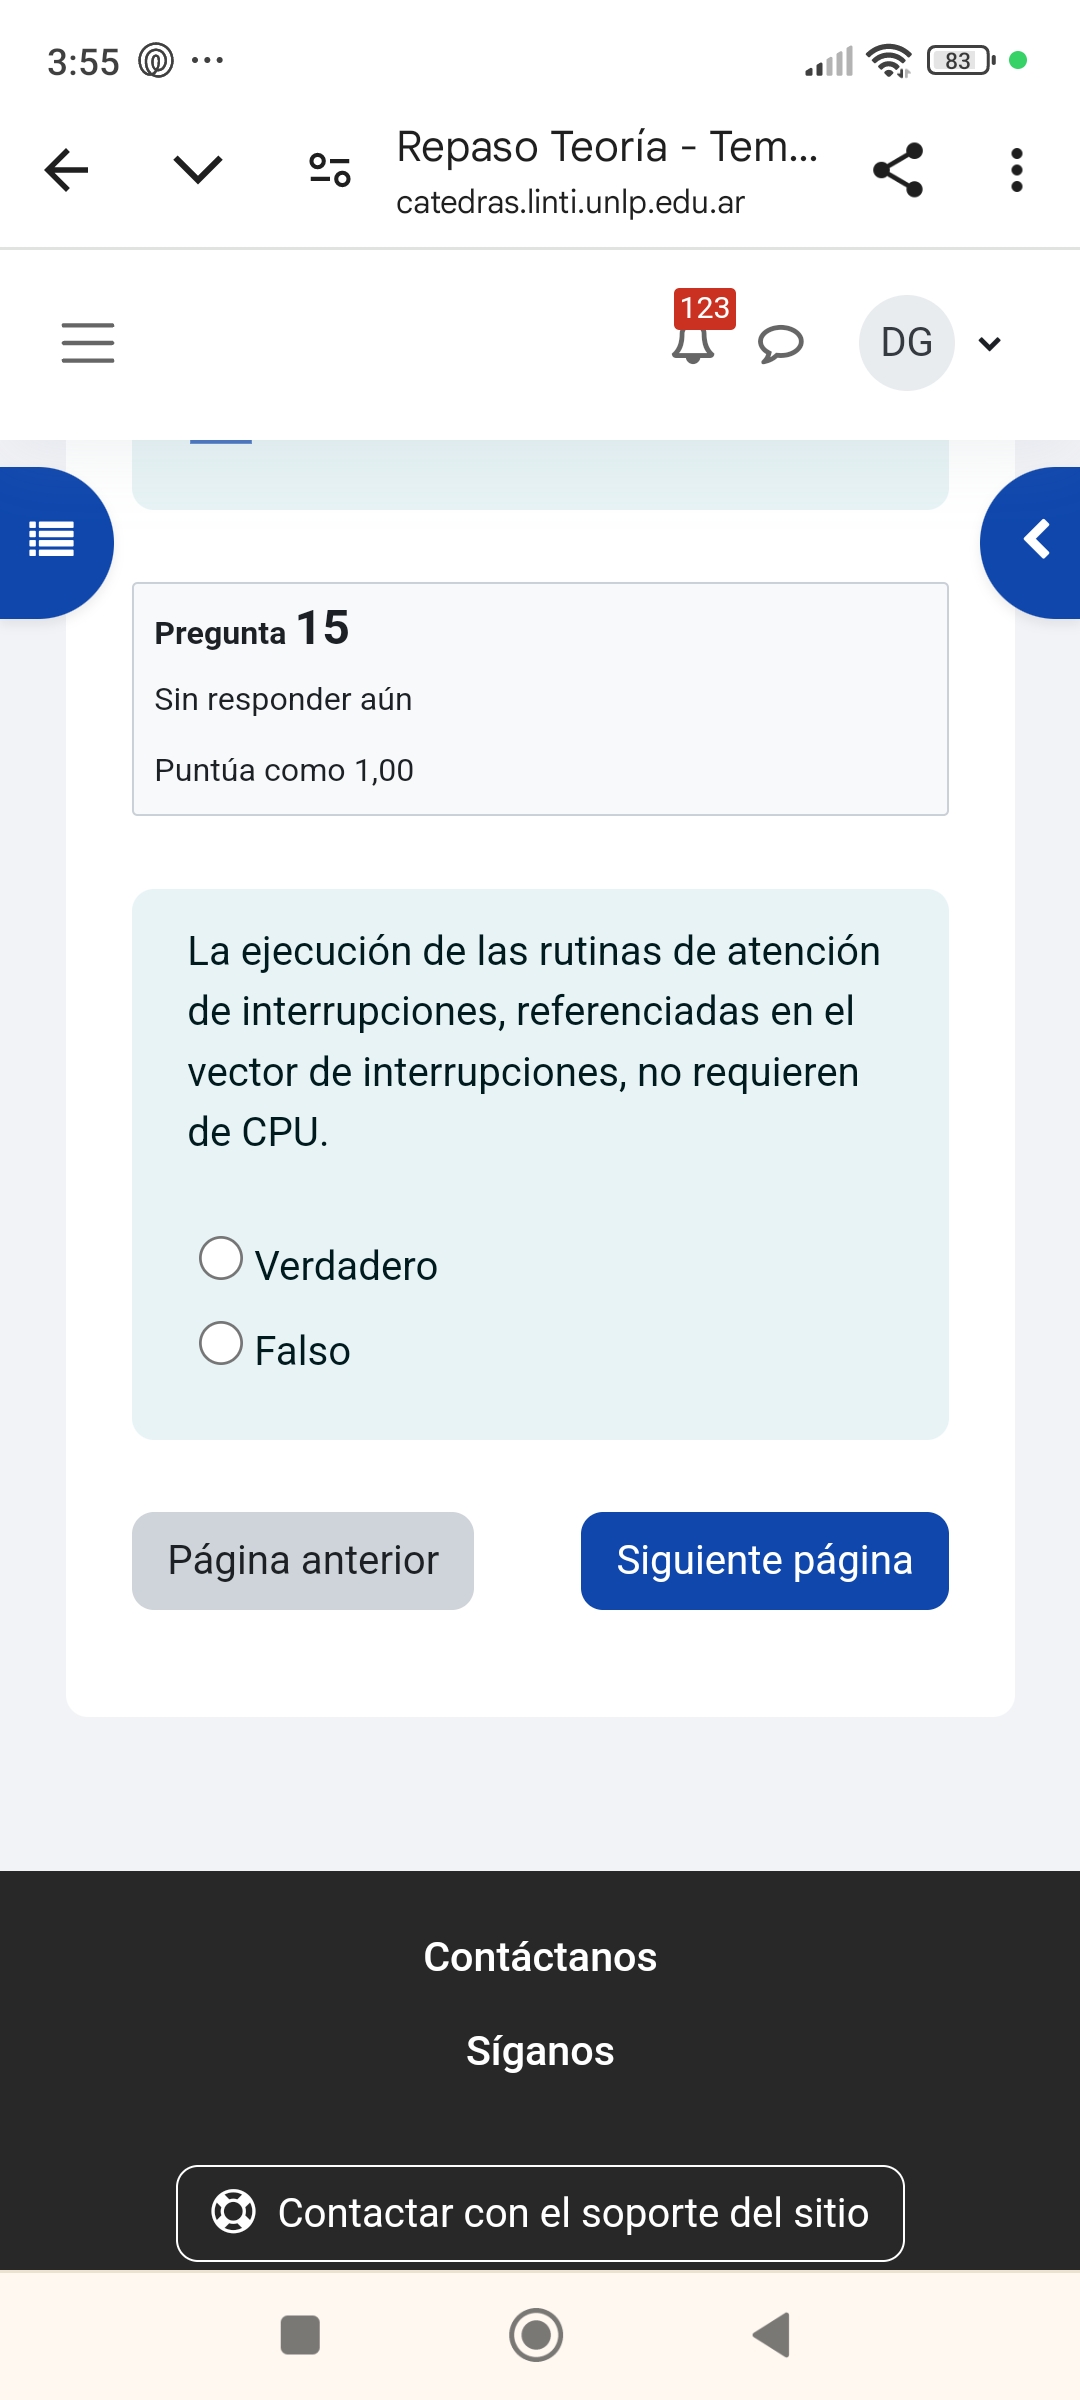 3:55
83
Repaso Teoría - Tem...
catedras.linti.unlp.edu.ar
123
DG
Pregunta 15
Sin responder aún
Puntúa como 1,00
La ejecución de las rutinas de atención
de interrupciones, referenciadas en el
vector de interrupciones, no requieren
de CPU.
Verdadero
Falso
Página anterior
Siguiente página
Contáctanos
Síganos
Contactar con el soporte del sitio